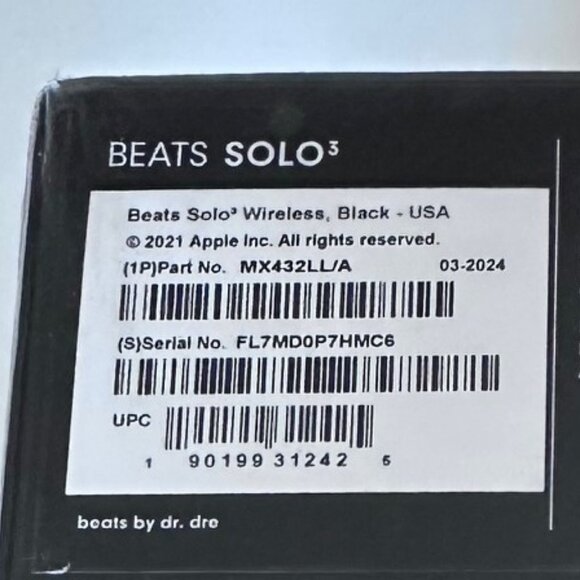 BEATS SOLO³
Beats Solo³ Wireless, Black - USA
© 2021 Apple Inc. All rights reserved.
(1P)Part No. MX432LL/A 03-2024
(S)Serial No. FL7MD0P7HMC6
UPC
1 90199 31242 6
beats by dr. dre